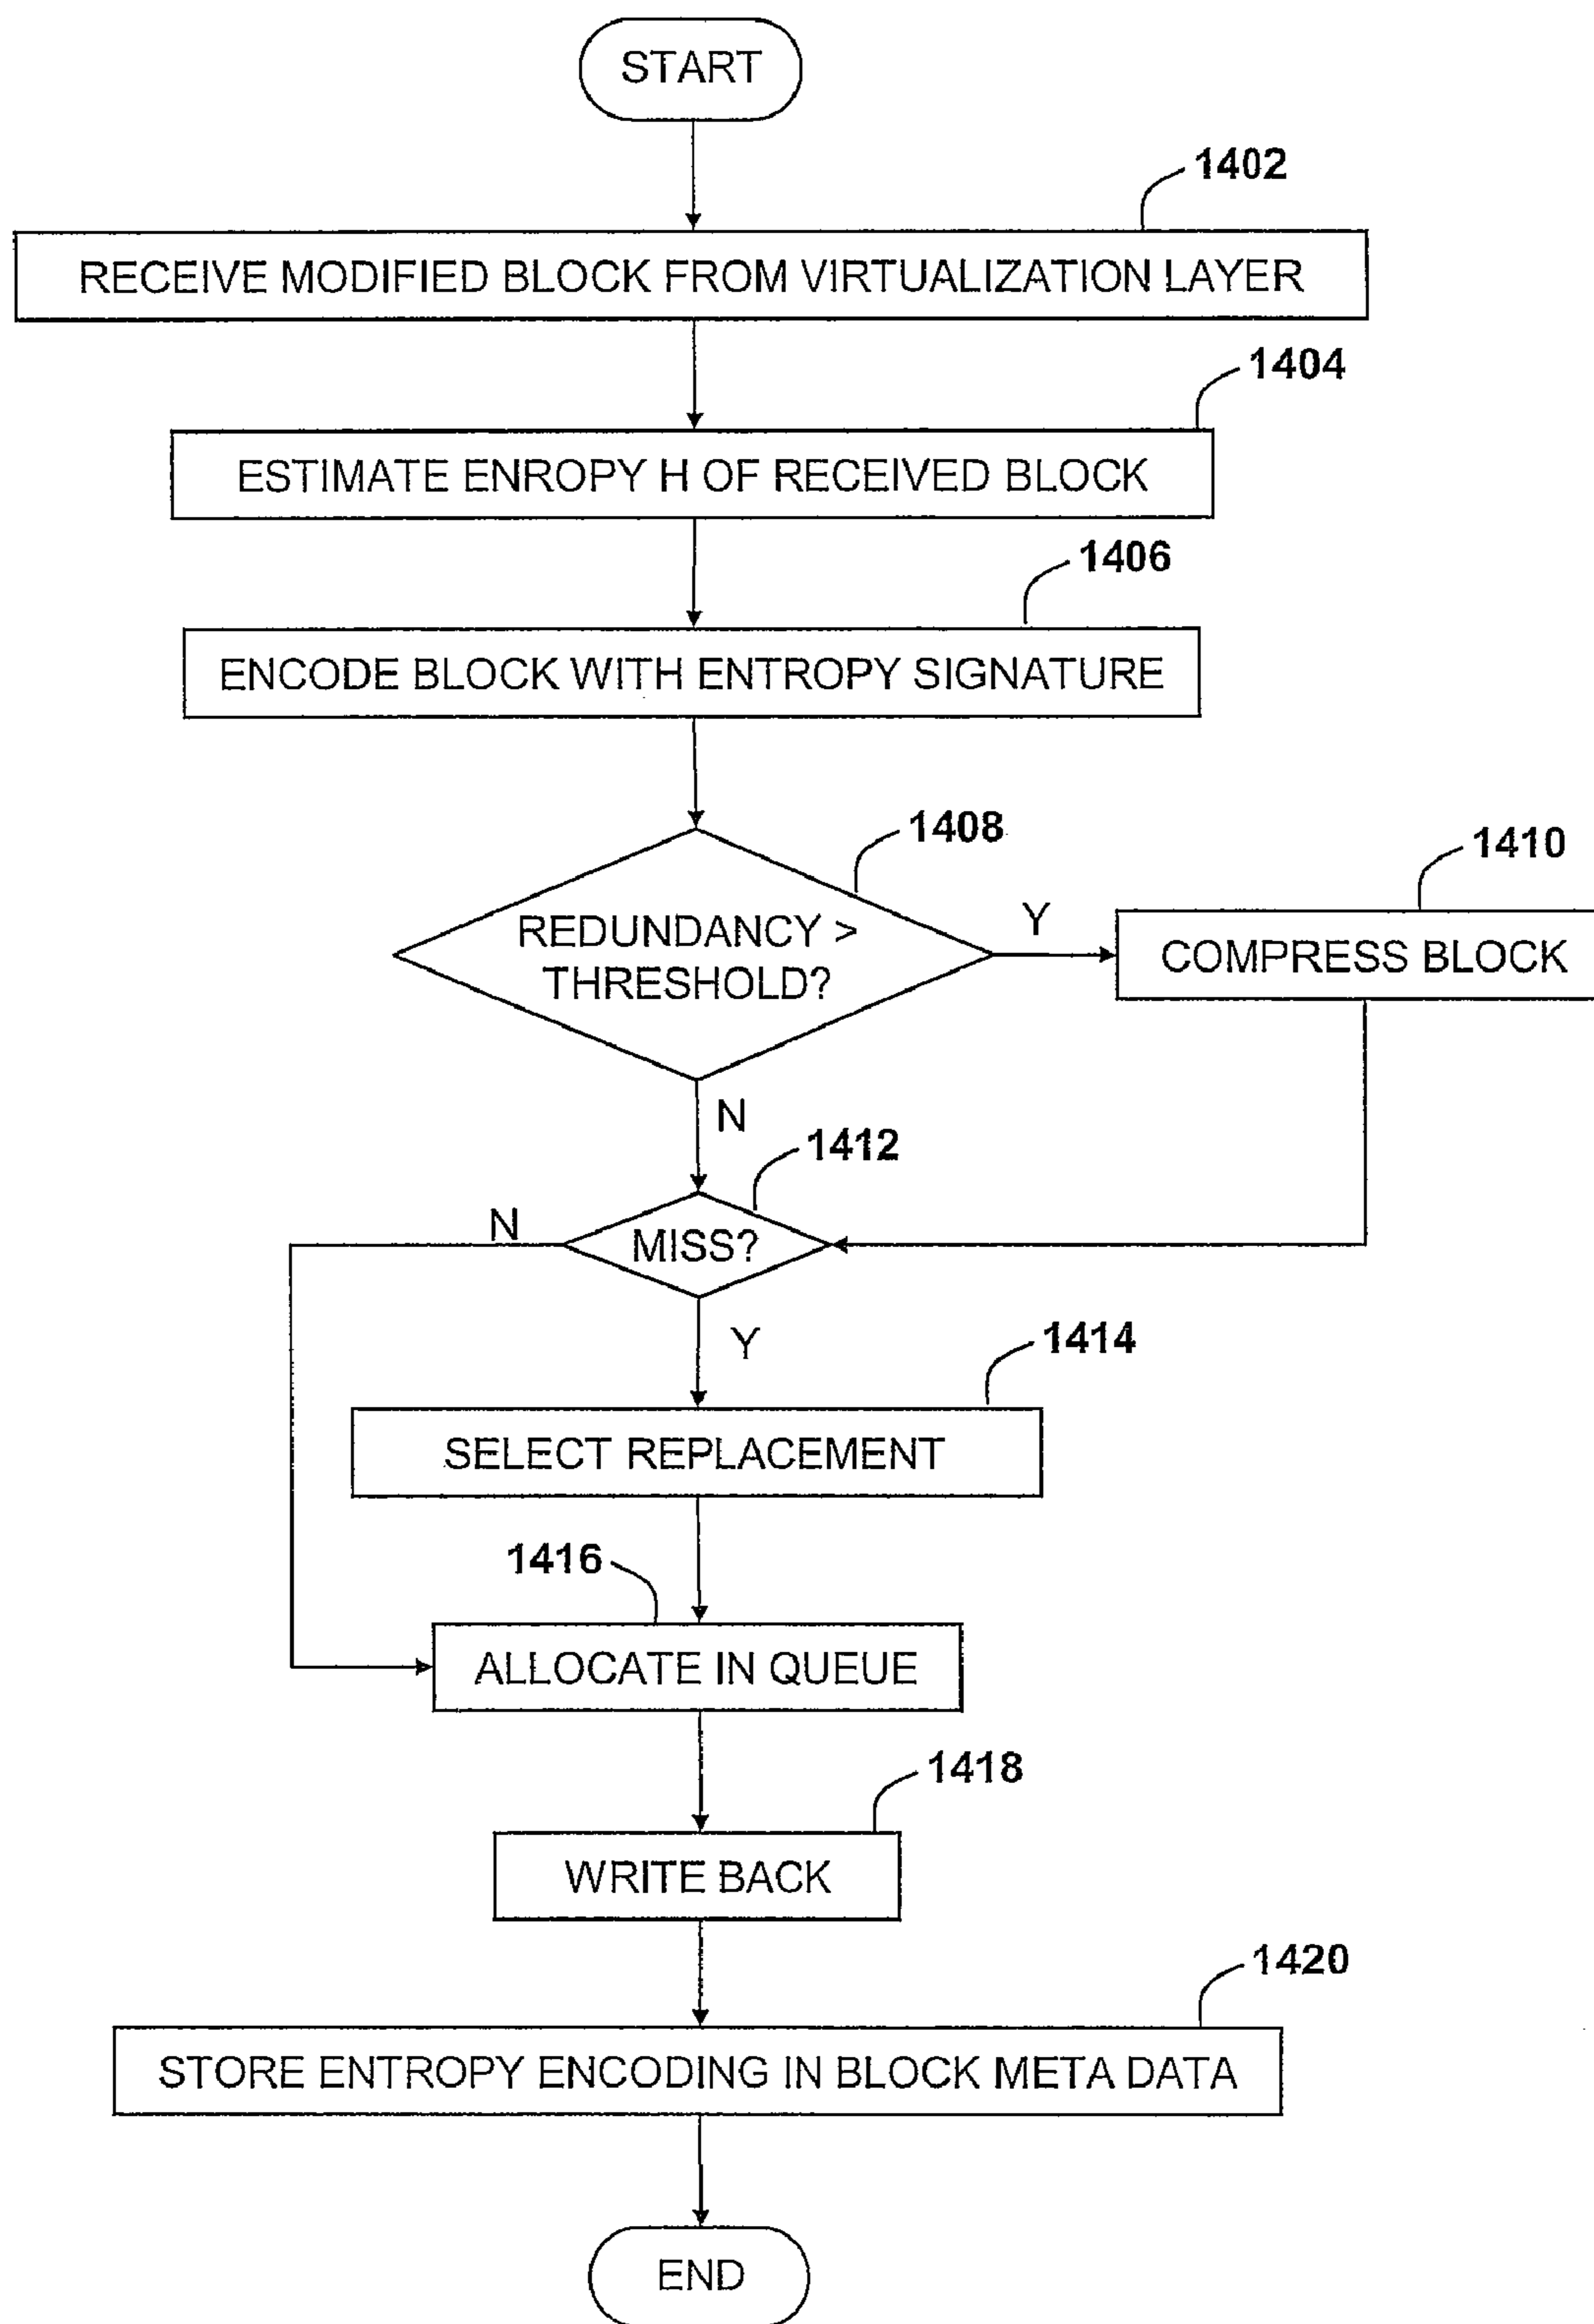 START
1402
RECEIVE MODIFIED BLOCK FROM VIRTUALIZATION LAYER
1404
ESTIMATE ENROPY H OF RECEIVED BLOCK
1406
ENCODE BLOCK WITH ENTROPY SIGNATURE
1408
REDUNDANCY >
THRESHOLD?
Y
1410
COMPRESS BLOCK
N
1412
N
MISS?
Y
1414
SELECT REPLACEMENT
1416
ALLOCATE IN QUEUE
1418
WRITE BACK
1420
STORE ENTROPY ENCODING IN BLOCK META DATA
END